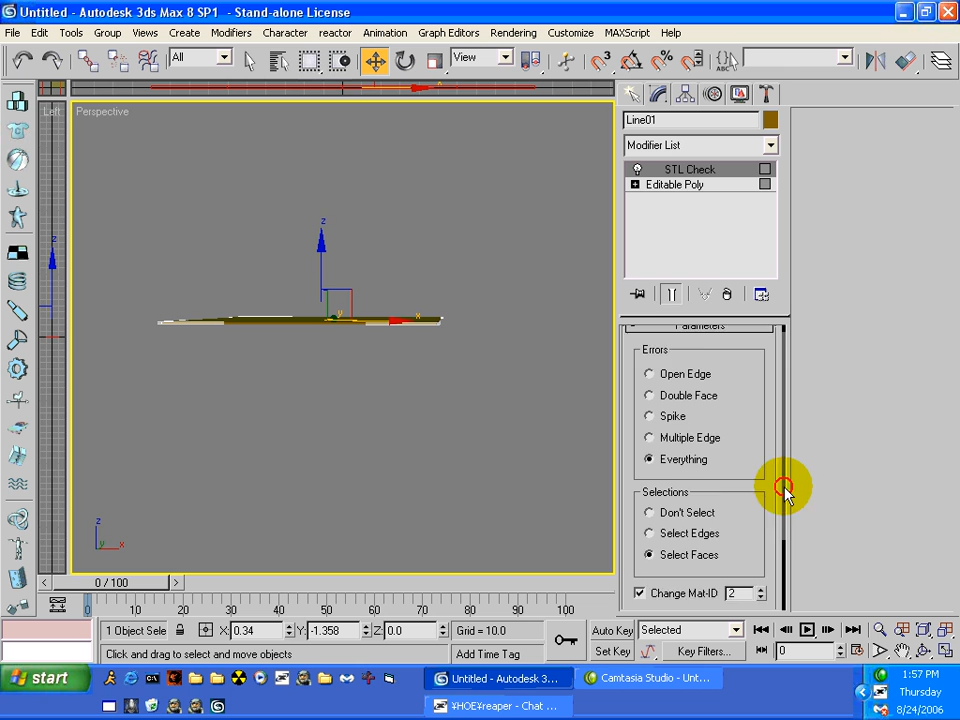 Untitled - Autodesk 3ds Max 8 SP1 - Stand-alone License
File Edit Tools Group Views Create Modifiers Character reactor Animation Graph Editors Rendering Customize MAXScript Help
All
View
Left
Perspective
Line01
Modifier List
STL Check
Editable Poly
Parameters
Errors
Open Edge
Double Face
Spike
Multiple Edge
Everything
Selections
Don't Select
Select Edges
Select Faces
Change Mat-ID 2
z
z
y
x
z
y x
0 / 100
0 10 20 30 40 50 60 70 80 90 100
1 Object Sele X: 0.34 Y: -1.358 Z: 0.0 Grid = 10.0 Auto Key Selected
Click and drag to select and move objects Add Time Tag Set Key Key Filters... 0
start Untitled - Autodesk 3... Camtasia Studio - Unt... 1:57 PM
Thursday
¥HOE¥reaper - Chat ... 8/24/2006